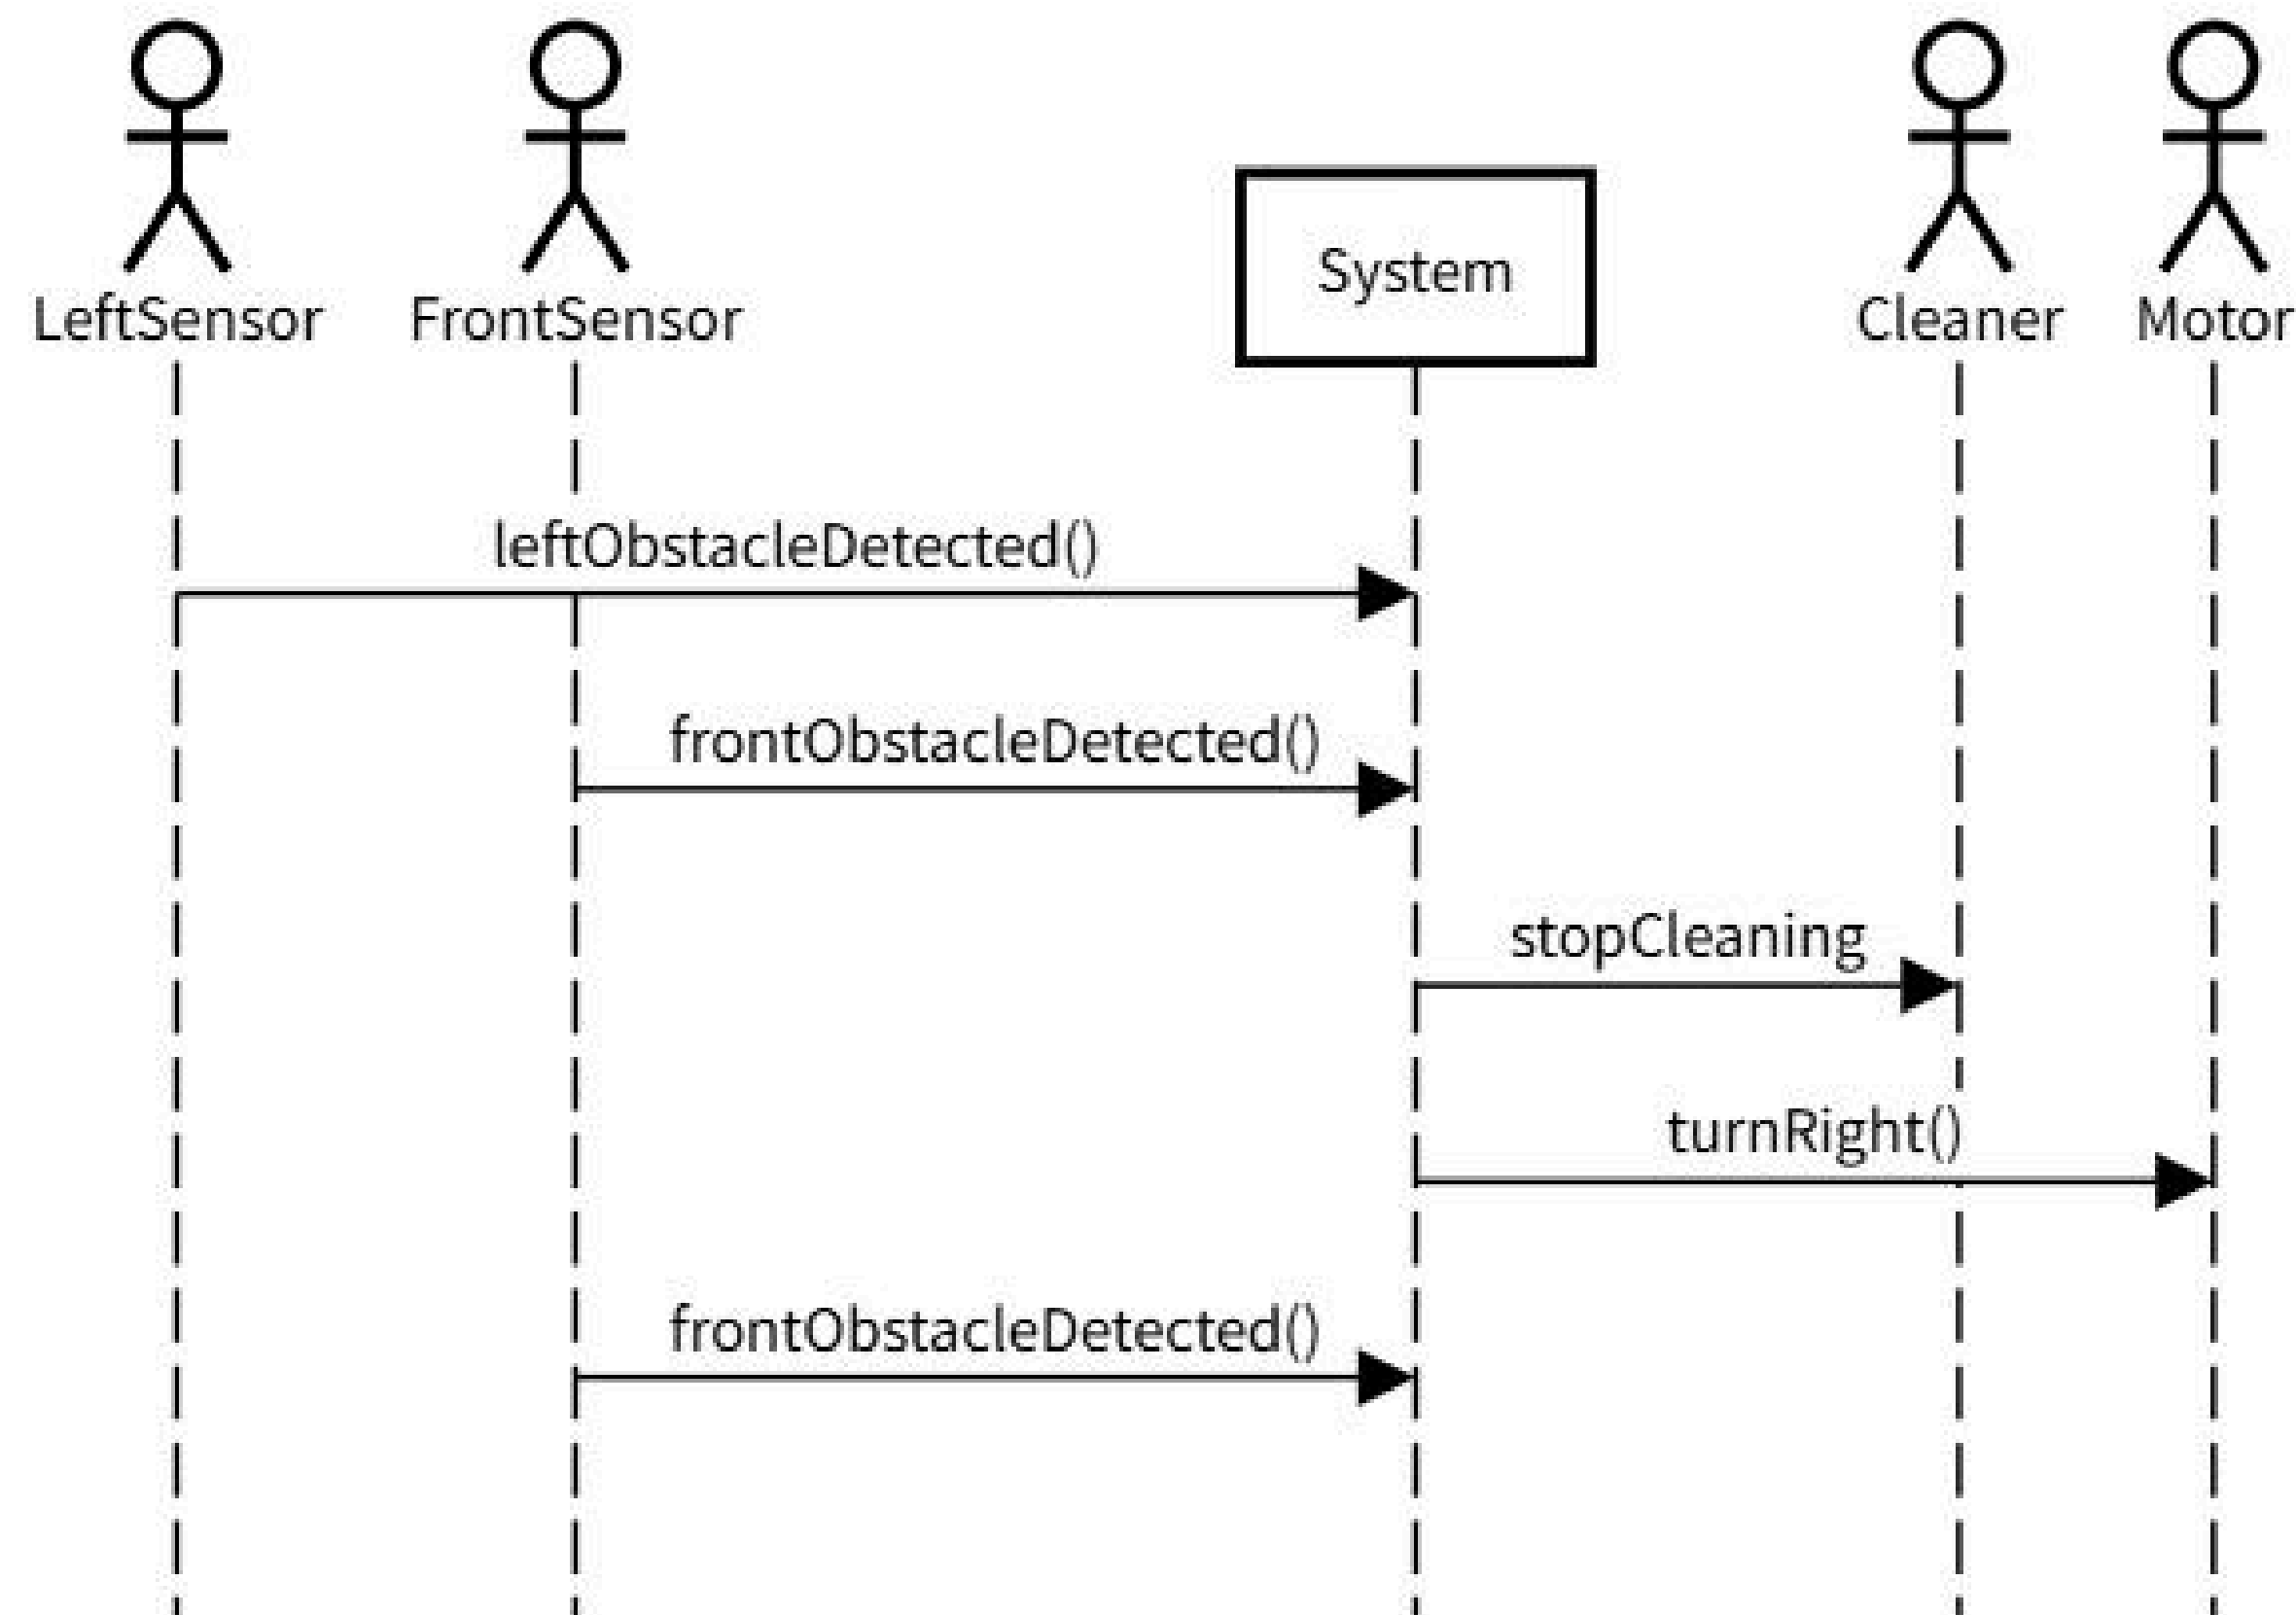 System
LeftSensor
FrontSensor
Cleaner
Motor
leftObstacleDetected()
frontObstacleDetected()
stopCleaning
turnRight()
frontObstacleDetected()